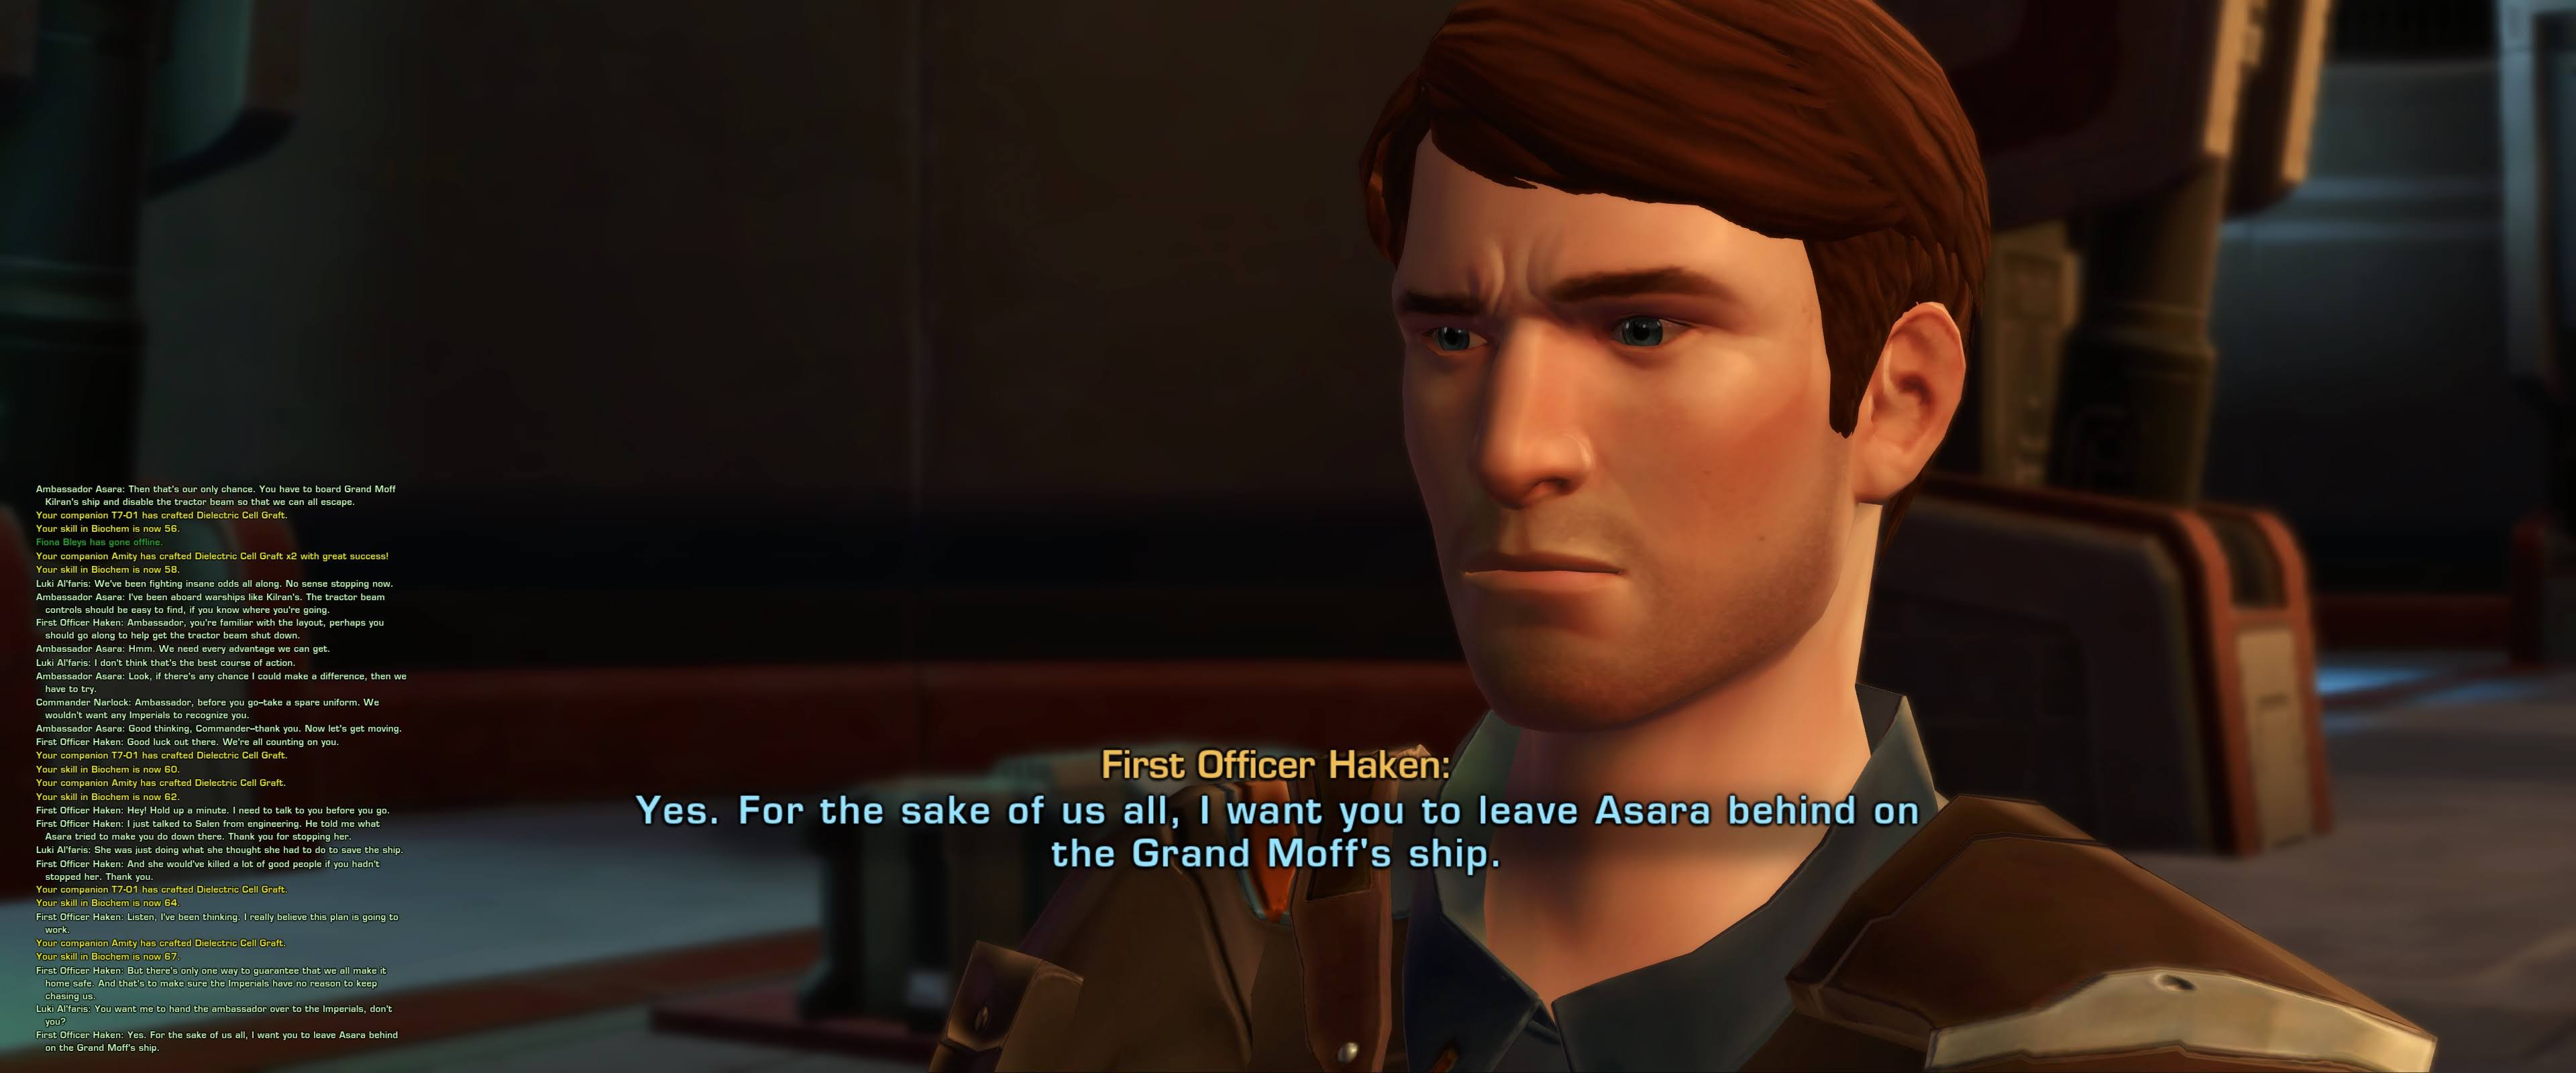 Ambassador Asara: Then that's our only chance. You have to board Grand Moff
Kilran's ship and disable the tractor beam so that we can all escape.
Your companion T7-O1 has crafted Dielectric Cell Graft.
Your skill in Biochem is now 56.
Fiona Bleys has gone offline.
Your companion Amity has crafted Dielectric Cell Graft x2 with great success!
Your skill in Biochem is now 58.
Luki Al'faris: We've been fighting insane odds all along. No sense stopping now.
Ambassador Asara: I've been aboard warships like Kilran's. The tractor beam
controls should be easy to find, if you know where you're going.
First Officer Haken: Ambassador, you're familiar with the layout, perhaps you
should go along to help get the tractor beam shut down.
Ambassador Asara: Hmm. We need every advantage we can get.
Luki Al'faris: I don't think that's the best course of action.
Ambassador Asara: Look, if there's any chance I could make a difference, then we
have to try.
Commander Narlock: Ambassador, before you go–take a spare uniform. We
wouldn't want any Imperials to recognize you.
Ambassador Asara: Good thinking, Commander–thank you. Now let's get moving.
First Officer Haken: Good luck out there. We're all counting on you.
Your companion T7-O1 has crafted Dielectric Cell Graft.
Your skill in Biochem is now 60.
Your companion Amity has crafted Dielectric Cell Graft.
Your skill in Biochem is now 62.
First Officer Haken: Hey! Hold up a minute. I need to talk to you before you go.
First Officer Haken: I just talked to Salen from engineering. He told me what
Asara tried to make you do down there. Thank you for stopping her.
Luki Al'faris: She was just doing what she thought she had to do to save the ship.
First Officer Haken: And she would've killed a lot of good people if you hadn't
stopped her. Thank you.
Your companion T7-O1 has crafted Dielectric Cell Graft.
Your skill in Biochem is now 64.
First Officer Haken: Listen, I've been thinking. I really believe this plan is going to
work.
Your companion Amity has crafted Dielectric Cell Graft.
Your skill in Biochem is now 67.
First Officer Haken: But there's only one way to guarantee that we all make it
home safe. And that's to make sure the Imperials have no reason to keep
chasing us.
Luki Al'faris: You want me to hand the ambassador over to the Imperials, don't
you?
First Officer Haken: Yes. For the sake of us all, I want you to leave Asara behind
on the Grand Moff's ship.
First Officer Haken:
Yes. For the sake of us all, I want you to leave Asara behind on
the Grand Moff's ship.